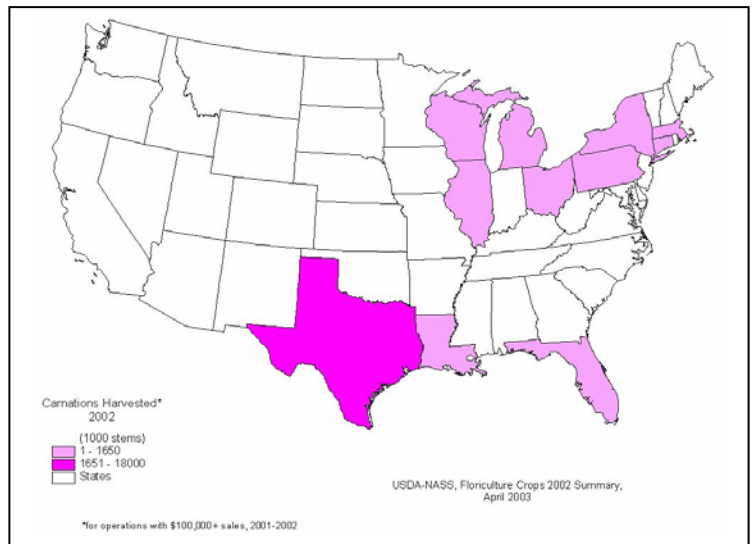 Carnations Harvested*
2002
(1000 stems)
1 - 1650
1651 - 18000
States
USDA-NASS, Floriculture Crops 2002 Summary,
April 2003
*for operations with $100,000+ sales, 2001-2002